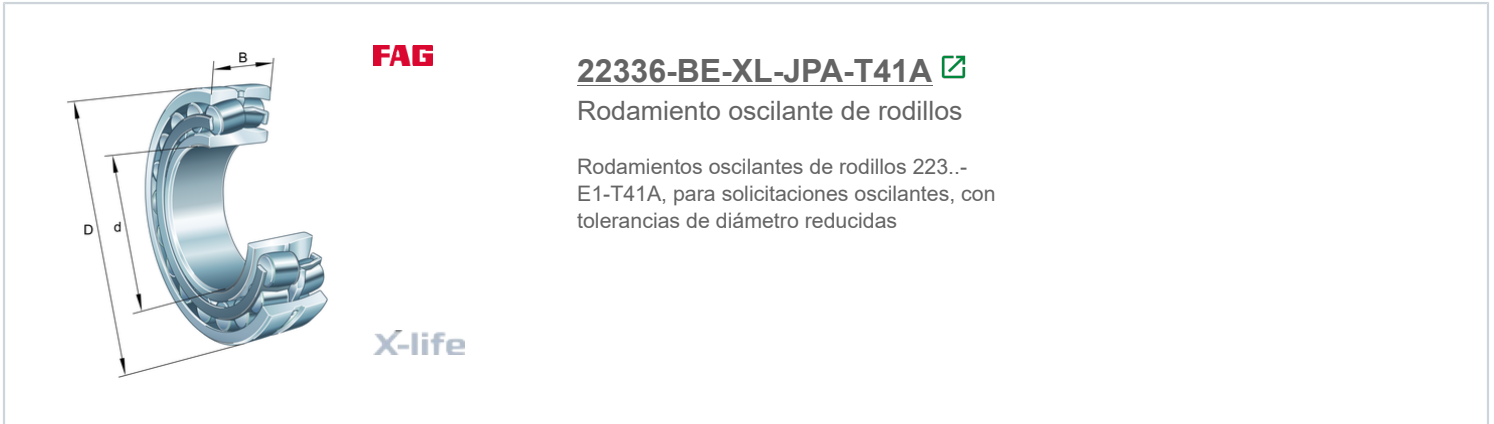 FAG
B
D
d
X-life
22336-BE-XL-JPA-T41A
Rodamiento oscilante de rodillos
Rodamientos oscilantes de rodillos 223..-
E1-T41A, para solicitaciones oscilantes, con
tolerancias de diámetro reducidas